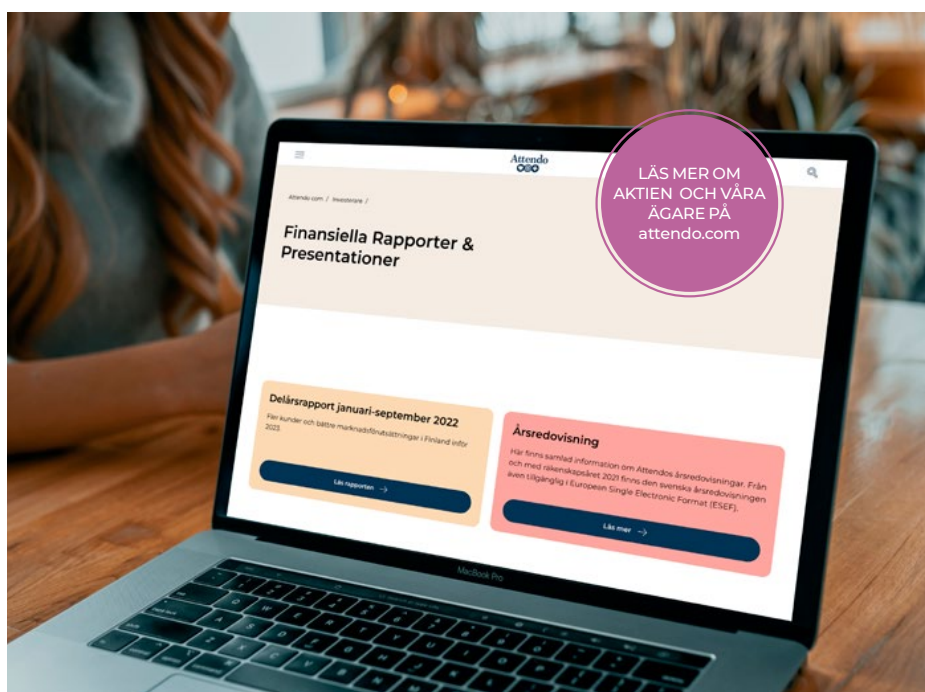 Attendo
LÄS MER OM
AKTIEN OCH VÅRA
ÄGARE PÅ
attendo.com
Attendo com / Investerare /
Finansiella Rapporter &
Presentationer
Delårsrapport januari-september 2022
Fler kunder och bättre marknadsförutsättningar i Finland inför
2023.
Läs rapporten →
Årsredovisning
Här finns samlad information om Attendos årsredovisningar. Från
och med räkenskapsåret 2021 finns den svenska årsredovisningen
även tillgänglig i European Single Electronic Format (ESEF).
Läs mer →
MacBook Pro